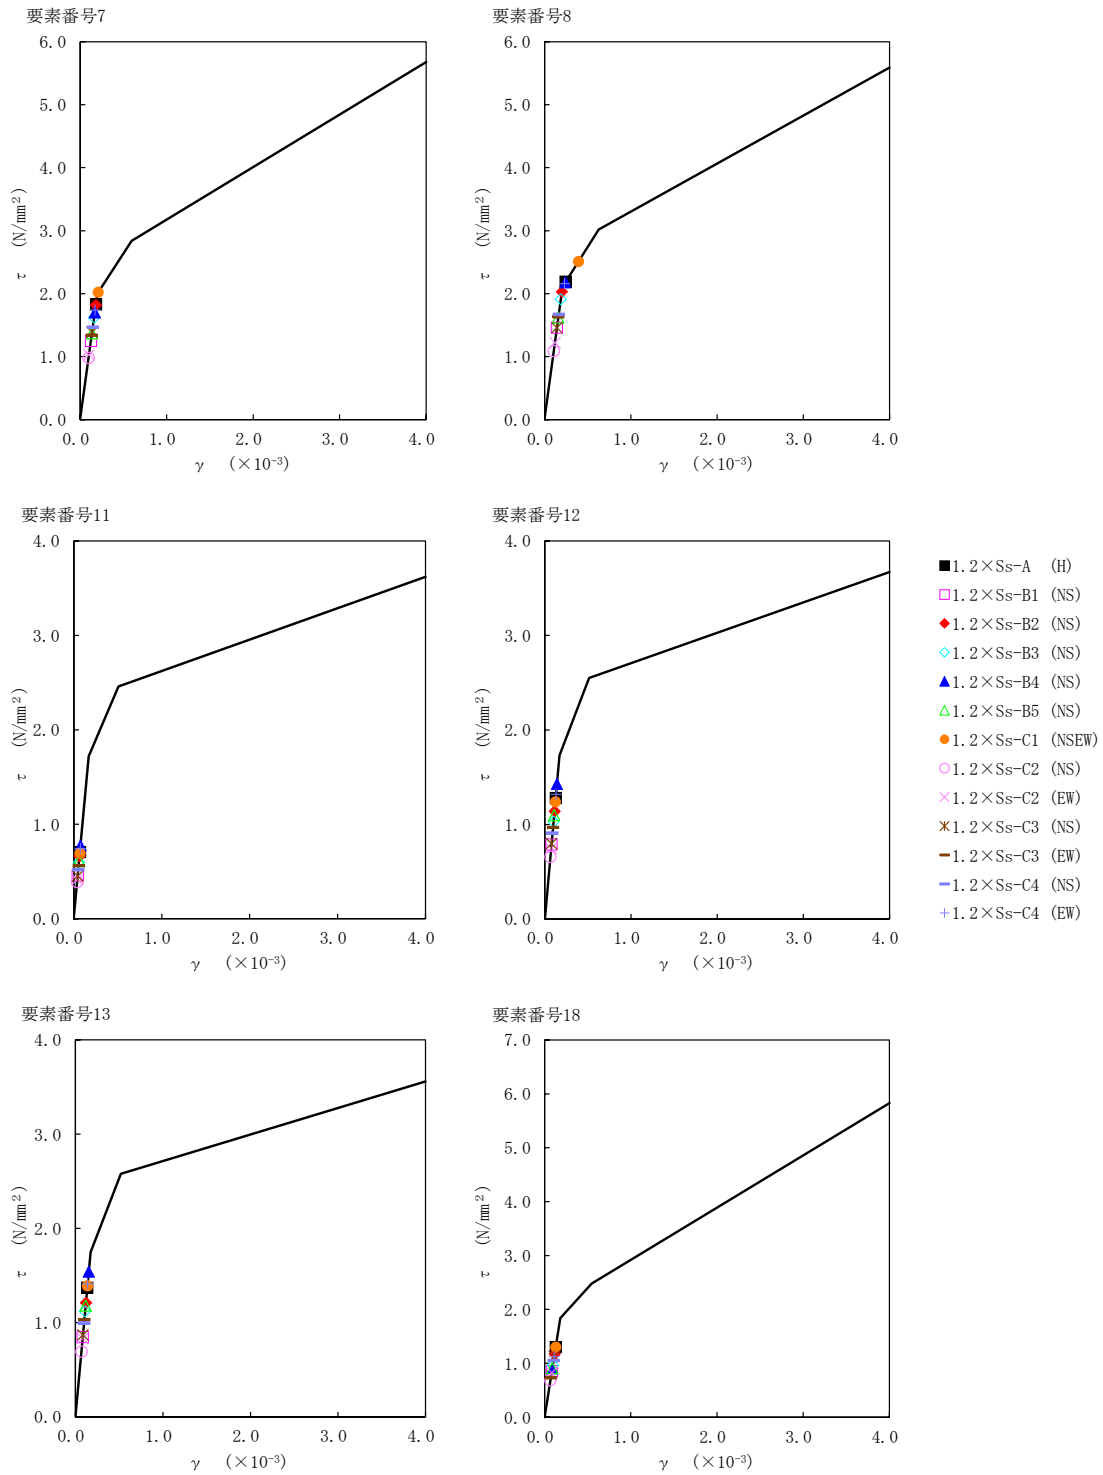 要素番号7
6.0
5.0
4.0
3.0
2.0
1.0
0.0
τ (N/mm²)
0.0 1.0 2.0 3.0 4.0
γ (×10⁻³)
要素番号8
6.0
5.0
4.0
3.0
2.0
1.0
0.0
τ (N/mm²)
0.0 1.0 2.0 3.0 4.0
γ (×10⁻³)
要素番号11
4.0
3.0
2.0
1.0
0.0
τ (N/mm²)
0.0 1.0 2.0 3.0 4.0
γ (×10⁻³)
要素番号12
4.0
3.0
2.0
1.0
0.0
τ (N/mm²)
0.0 1.0 2.0 3.0 4.0
γ (×10⁻³)
1.2×Ss-A (H)
1.2×Ss-B1 (NS)
1.2×Ss-B2 (NS)
1.2×Ss-B3 (NS)
1.2×Ss-B4 (NS)
1.2×Ss-B5 (NS)
1.2×Ss-C1 (NSEW)
1.2×Ss-C2 (NS)
1.2×Ss-C2 (EW)
1.2×Ss-C3 (NS)
1.2×Ss-C3 (EW)
1.2×Ss-C4 (NS)
1.2×Ss-C4 (EW)
要素番号13
4.0
3.0
2.0
1.0
0.0
τ (N/mm²)
0.0 1.0 2.0 3.0 4.0
γ (×10⁻³)
要素番号18
7.0
6.0
5.0
4.0
3.0
2.0
1.0
0.0
τ (N/mm²)
0.0 1.0 2.0 3.0 4.0
γ (×10⁻³)